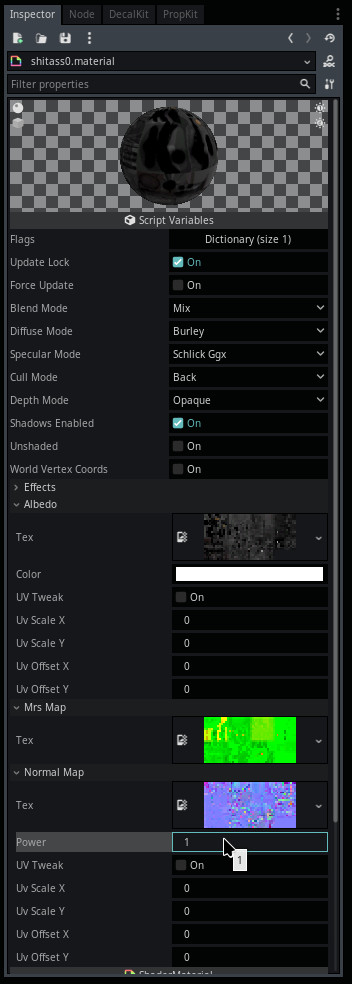 Inspector Node DecalKit PropKit
shitass0.material
Filter properties
Script Variables
Flags Dictionary (size 1)
Update Lock On
Force Update On
Blend Mode Mix
Diffuse Mode Burley
Specular Mode Schlick Ggx
Cull Mode Back
Depth Mode Opaque
Shadows Enabled On
Unshaded On
World Vertex Coords On
Effects
Albedo
Tex
Color
UV Tweak On
Uv Scale X 0
Uv Scale Y 0
Uv Offset X 0
Uv Offset Y 0
Mrs Map
Tex
Normal Map
Tex
Power 1
1
UV Tweak On
Uv Scale X 0
Uv Scale Y 0
Uv Offset X 0
Uv Offset Y 0
ShaderMaterial